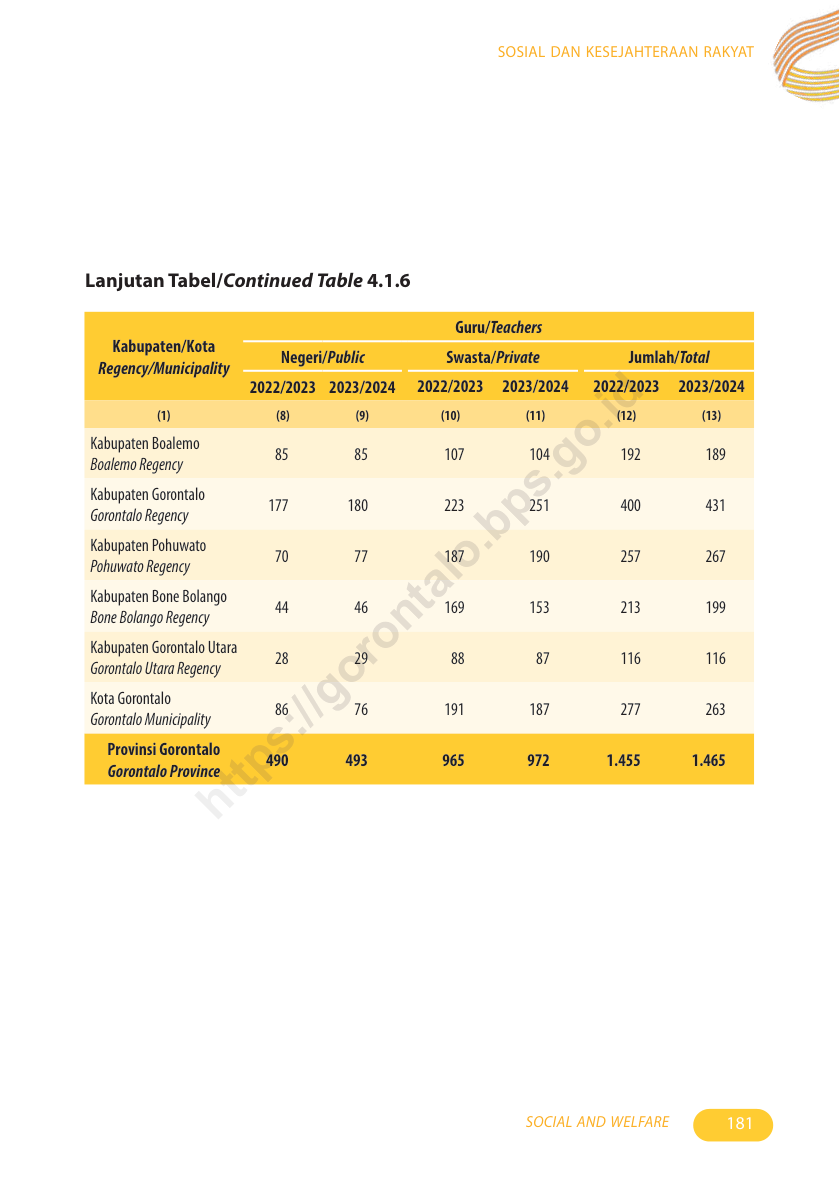 SOSIAL DAN KESEJAHTERAAN RAKYAT
Lanjutan Tabel/Continued Table 4.1.6
Kabupaten/Kota
Regency/Municipality
Guru/Teachers
Negeri/Public Swasta/Private Jumlah/Total
2022/2023 2023/2024 2022/2023 2023/2024 2022/2023 2023/2024
(1) (8) (9) (10) (11) (12) (13)
Kabupaten Boalemo
Boalemo Regency
85 85 107 104 192 189
Kabupaten Gorontalo
Gorontalo Regency
177 180 223 251 400 431
Kabupaten Pohuwato
Pohuwato Regency
70 77 187 190 257 267
Kabupaten Bone Bolango
Bone Bolango Regency
44 46 169 153 213 199
Kabupaten Gorontalo Utara
Gorontalo Utara Regency
28 29 88 87 116 116
Kota Gorontalo
Gorontalo Municipality
86 76 191 187 277 263
Provinsi Gorontalo
Gorontalo Province
490 493 965 972 1.455 1.465
https://gorontalo.bps.go.id
SOCIAL AND WELFARE 181